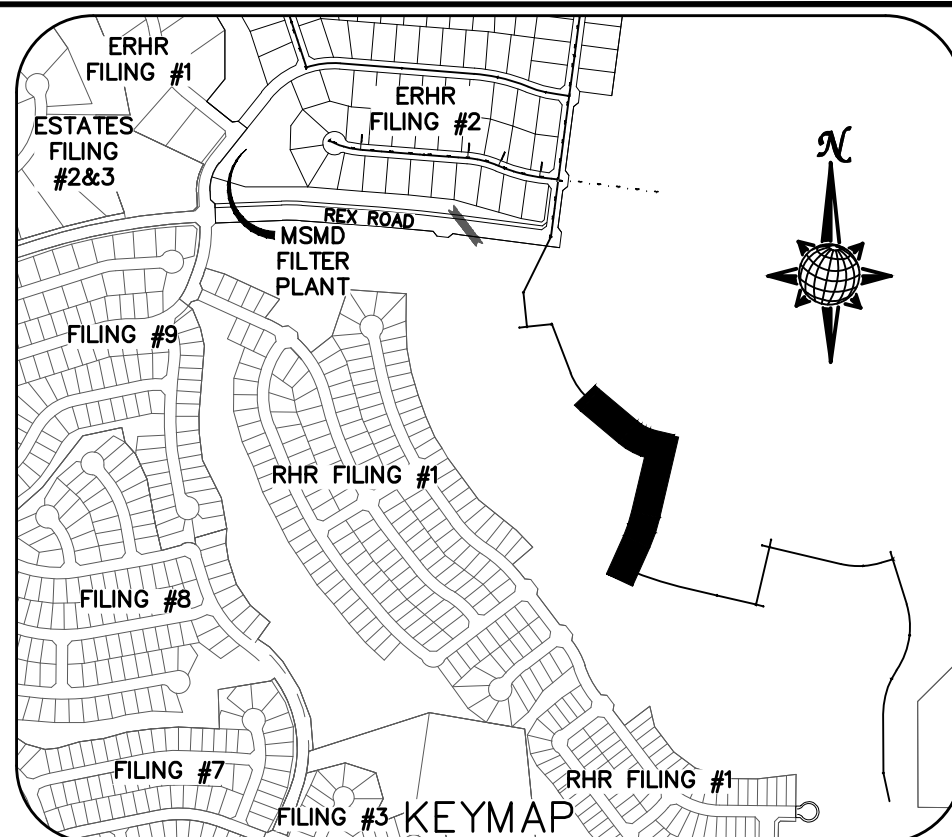 ERHR
FILING #1
ERHR
FILING #2
ESTATES
FILING
#2&3
N
REX ROAD
MSMD
FILTER
PLANT
FILING #9
RHR FILING #1
FILING #8
FILING #7
RHR FILING #1
FILING #3
KEYMAP